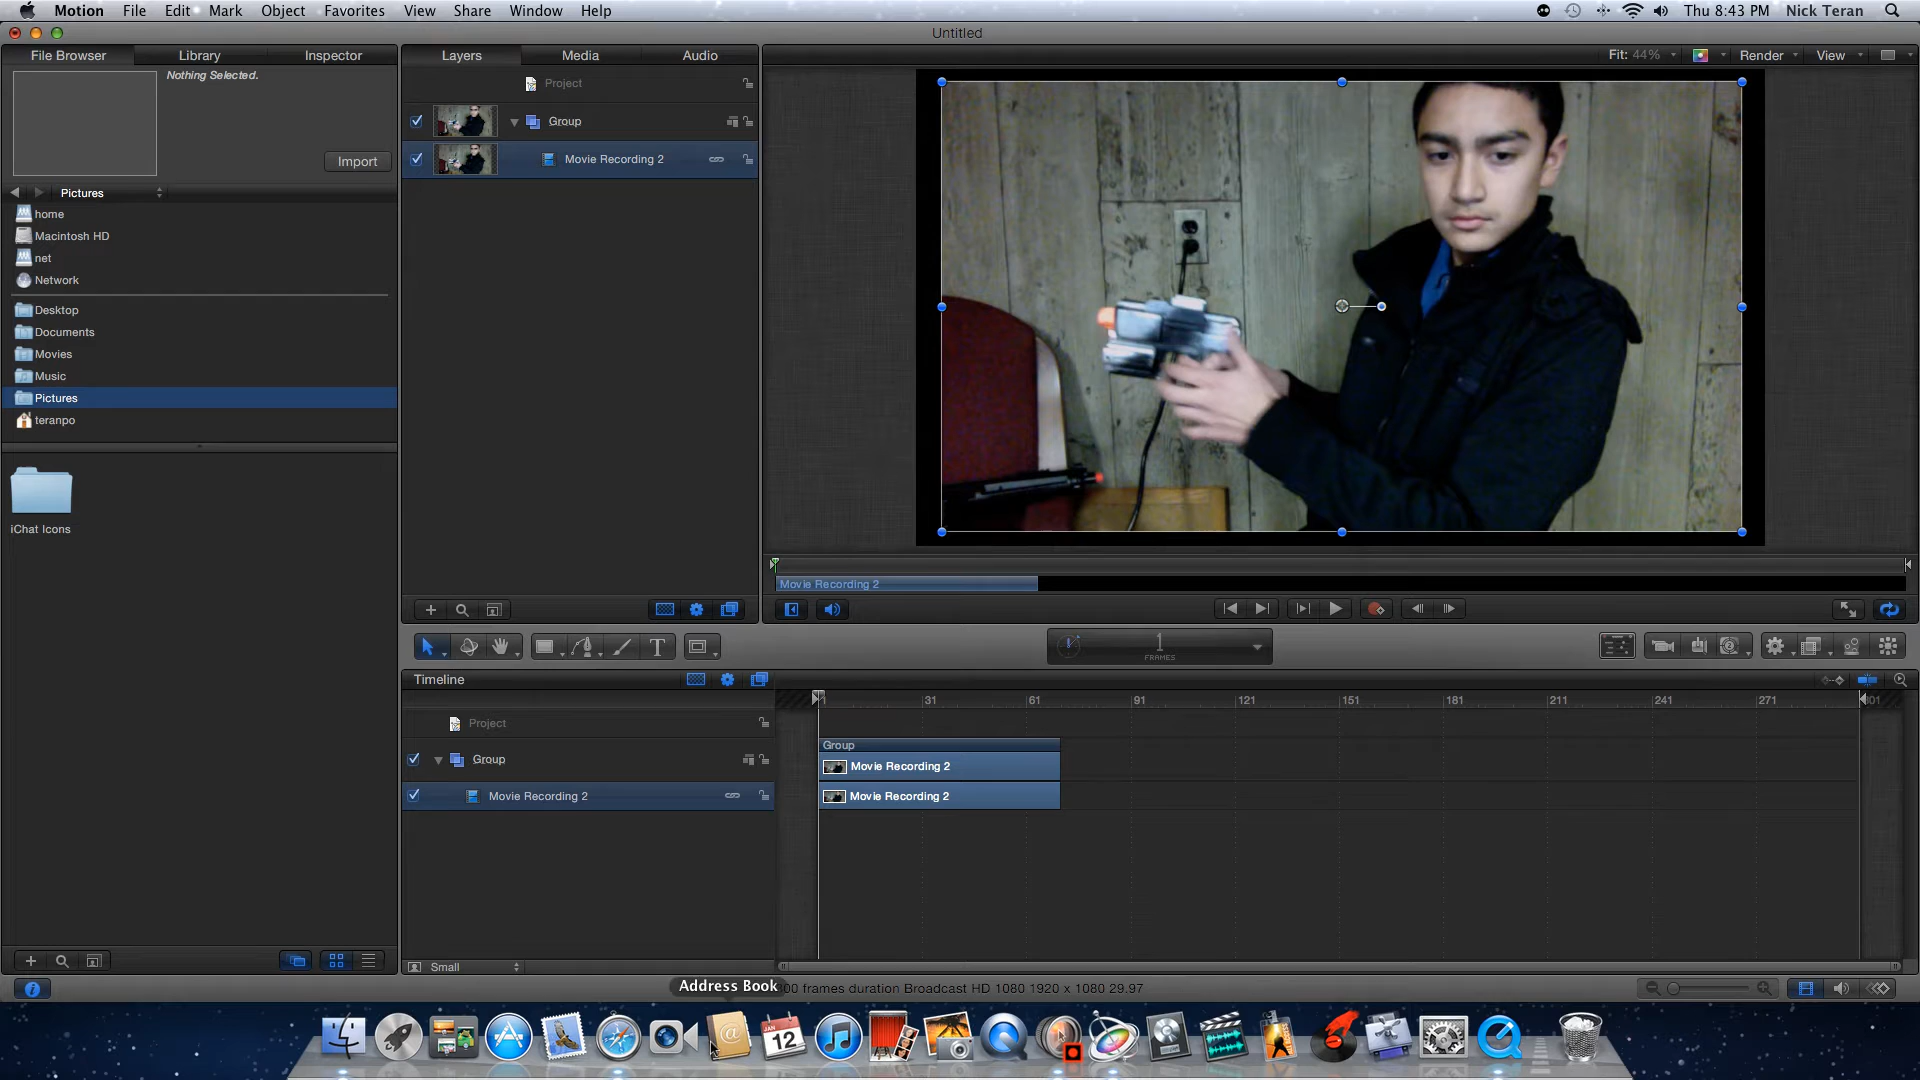 Motion File Edit Mark Object Favorites View Share Window Help Thu 8:43 PM Nick Teran
Untitled
File Browser Library Inspector Layers Media Audio Fit: 44% Render View
Nothing Selected.
Import
Pictures
home
Macintosh HD
net
Network
Desktop
Documents
Movies
Music
Pictures
teranpo
iChat Icons
Project
Group
Movie Recording 2
Movie Recording 2
1
FRAMES
Timeline
31 61 91 121 151 181 211 241 271
Project
Group
Group
Movie Recording 2
Movie Recording 2
Movie Recording 2
Small
Address Book
00 frames duration Broadcast HD 1080 1920 x 1080 29.97
JAN
12